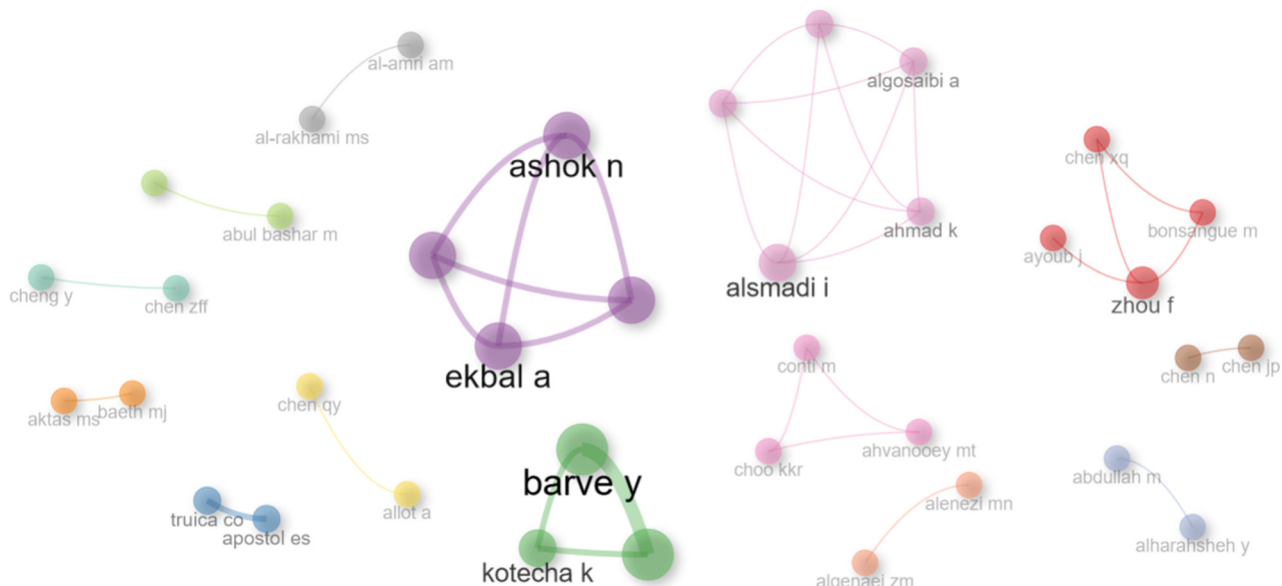 al-amri am
algosaibi a
al-rakhami ms
chen xq
ashok n
abul bashar m
ahmad k
bonsangue m
ayoub j
cheng y
chen zff
alsmadi i
zhou f
ekbal a
conti m
chen n
chen jp
aktas ms
baeth mj
chen qy
choo kkr
ahvanooey mt
abdullah m
barve y
truica co
allot a
alenezi mn
apostol es
alharahsheh y
kotecha k
algenaei zm